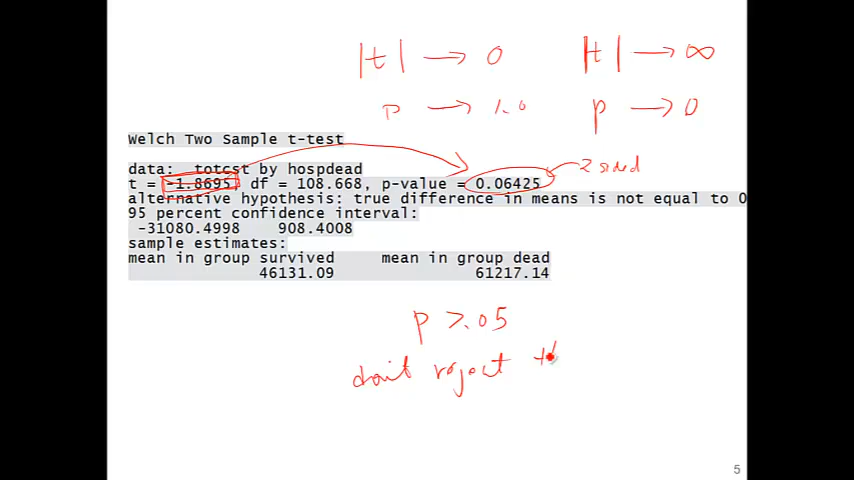 |t| → 0 |t| → ∞
p → 1.0 p → 0
Welch Two Sample t-test
data: totcst by hospdead
2 sided
t = -1.8695, df = 108.668, p-value = 0.06425
alternative hypothesis: true difference in means is not equal to 0
95 percent confidence interval:
-31080.4998 908.4008
sample estimates:
mean in group survived mean in group dead
46131.09 61217.14
p >.05
don't reject
5